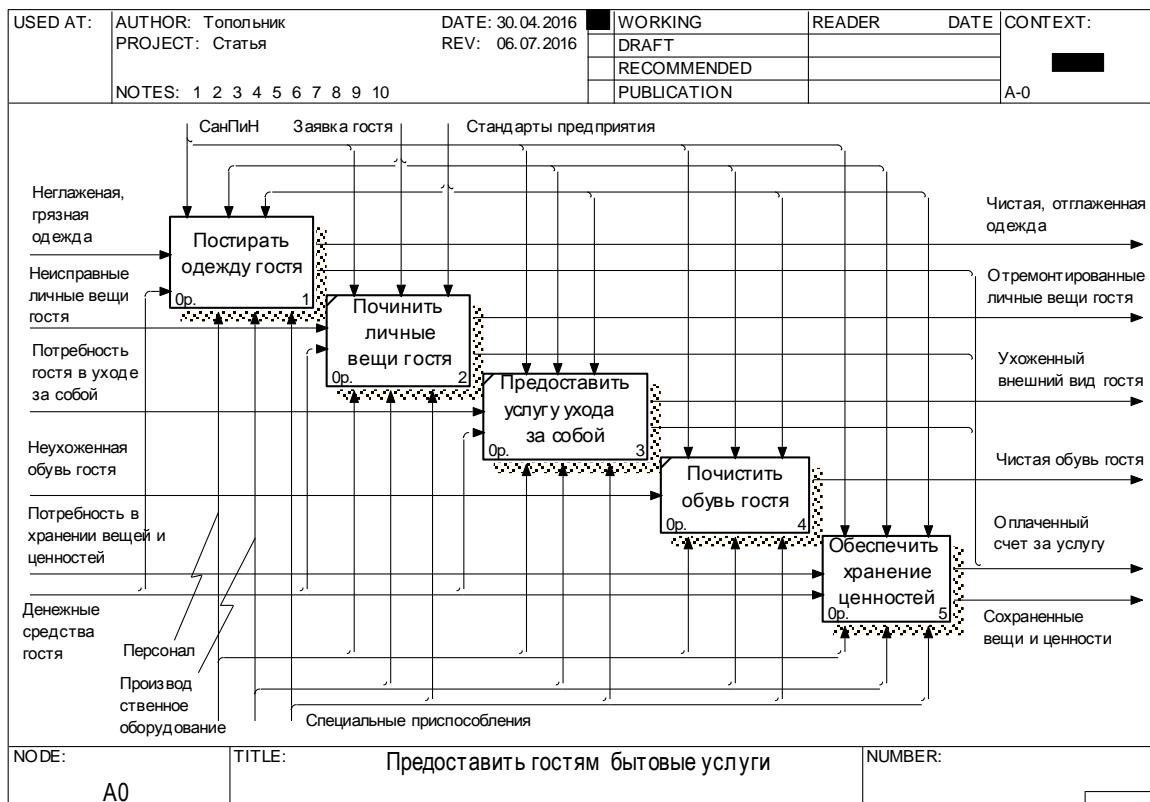 USED AT:
AUTHOR: Топольник
DATE: 30.04.2016
PROJECT: Статья
REV: 06.07.2016
NOTES: 1 2 3 4 5 6 7 8 9 10
WORKING
DRAFT
RECOMMENDED
PUBLICATION
READER
DATE
CONTEXT:
A-0
СанПиН
Заявка гостя
Стандарты предприятия
Неглаженая,
грязная
одежда
Неисправные
личные вещи
гостя
Потребность
гостя в уходе
за собой
Неухоженная
обувь гостя
Потребность в
хранении вещей и
ценностей
Денежные
средства
гостя
Постирать
одежду гостя
0р.
1
Починить
личные
вещи гостя
0р.
2
Предоставить
услугу ухода
за собой
0р.
3
Почистить
обувь гостя
0р.
4
Обеспечить
хранение
ценностей
0р.
5
Чистая, отглаженная
одежда
Отремонтированные
личные вещи гостя
Ухоженный
внешний вид гостя
Чистая обувь гостя
Оплаченный
счет за услугу
Сохраненные
вещи и ценности
Персонал
Производ
ственное
оборудование
Специальные приспособления
NODE:
A0
TITLE:
Предоставить гостям бытовые услуги
NUMBER: